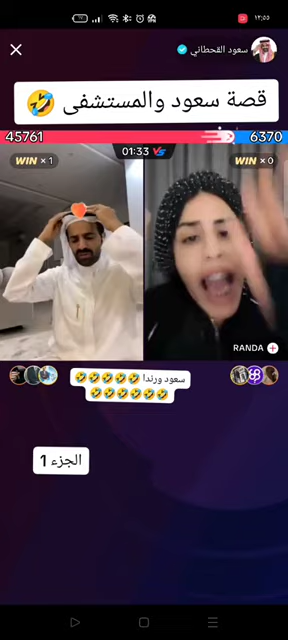 ١٢:٥٥
سعود القحطاني
قصة سعود والمستشفى 🤣
45761
6370
WIN × 1
01:33 VS
WIN × 0
RANDA
سعود ورندا 🤣🤣🤣🤣🤣
🤣🤣🤣🤣🤣🤣
الجزء 1